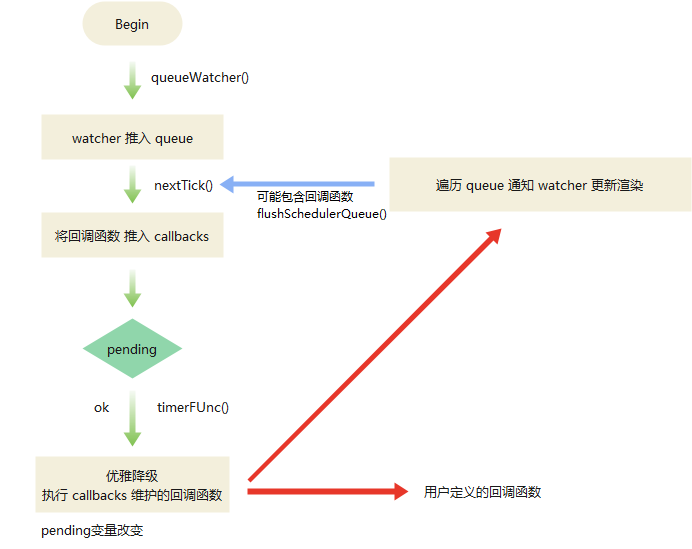 Begin
queueWatcher()
watcher 推入 queue
nextTick()
可能包含回调函数
flushSchedulerQueue()
遍历 queue 通知 watcher 更新渲染
将回调函数 推入 callbacks
pending
ok
timerFUnc()
优雅降级
执行 callbacks 维护的回调函数
用户定义的回调函数
pending变量改变